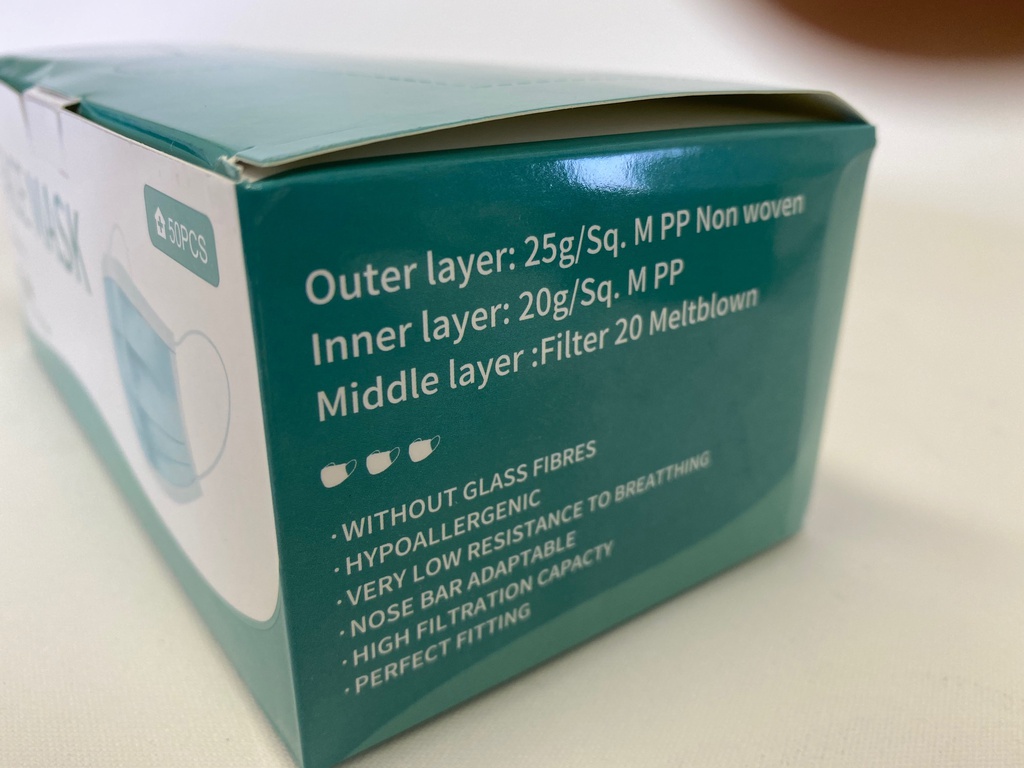 50PCS
Outer layer: 25g/Sq. M PP Non woven
Inner layer: 20g/Sq. M PP
Middle layer :Filter 20 Meltblown
· WITHOUT GLASS FIBRES
· HYPOALLERGENIC
· VERY LOW RESISTANCE TO BREATTHING
· NOSE BAR ADAPTABLE
· HIGH FILTRATION CAPACTY
· PERFECT FITTING